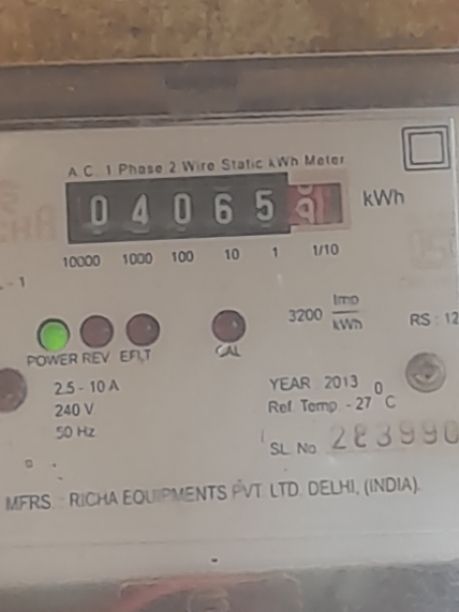 A.C. 1 Phase 2 Wire Static kWh Meter
0 4 0 6 5 9 kWh
10000 1000 100 10 1 1/10
3200 Imp/kWh
RS : 12
POWER REV EFLT CAL
2.5 - 10 A
240 V
50 Hz
YEAR 2013
Ref. Temp. - 27 °C
SL. No. 283990
MFRS. : RICHA EQUIPMENTS PVT. LTD. DELHI, (INDIA).